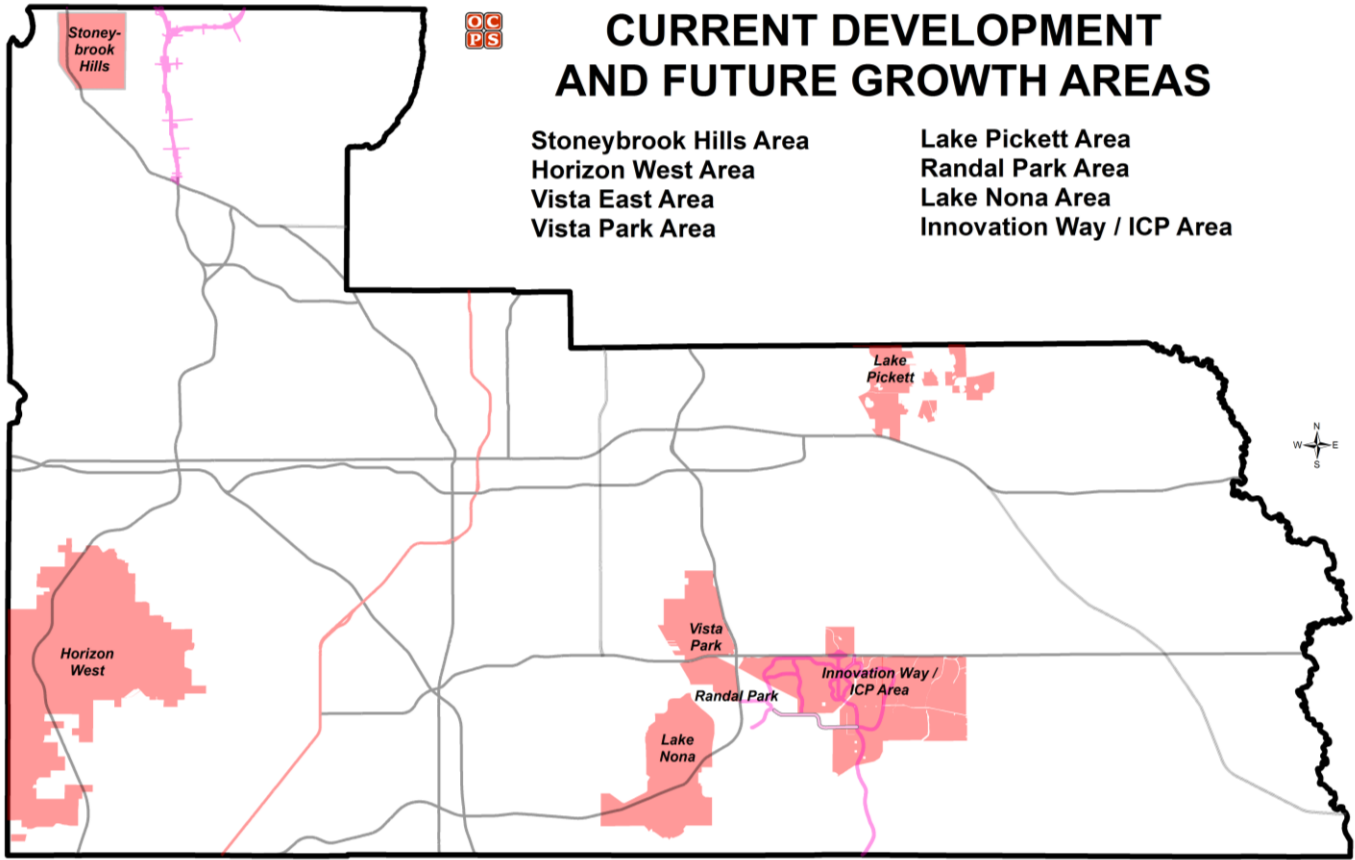 OC
PS
CURRENT DEVELOPMENT
AND FUTURE GROWTH AREAS
Stoneybrook Hills Area
Horizon West Area
Vista East Area
Vista Park Area
Lake Pickett Area
Randal Park Area
Lake Nona Area
Innovation Way / ICP Area
Stoney-
brook
Hills
Lake
Pickett
N
W E
S
Horizon
West
Vista
Park
Innovation Way /
ICP Area
Randal Park
Lake
Nona